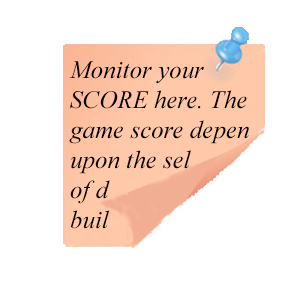 Monitor your
SCORE here. The
game score depen
upon the sel
of d
buil